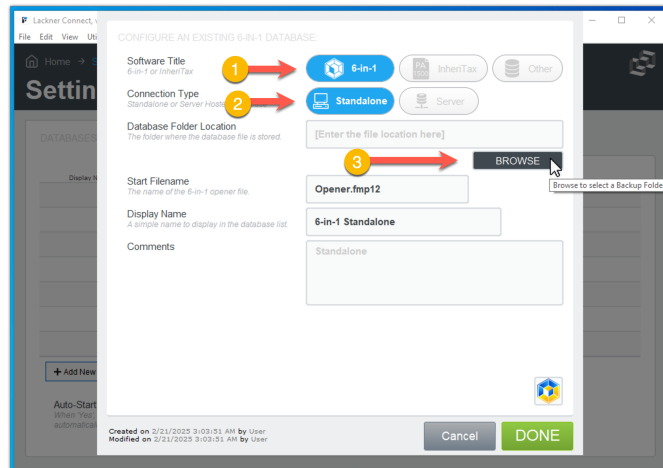 Lackner Connect, v
File Edit View Uti
Home → S
Settin
DATABASES
Display N
+ Add New
Auto-Start
When 'Yes',
automatical
CONFIGURE AN EXISTING 6-IN-1 DATABASE:
Software Title
6-in-1 or InheriTax
1
6-in-1
PA
1500
InheriTax
Other
Connection Type
Standalone or Server Hoste
2
Standalone
Server
Database Folder Location
The folder where the database file is stored.
[Enter the file location here]
3
BROWSE
Browse to select a Backup Folde
Start Filename
The name of the 6-in-1 opener file.
Opener.fmp12
Display Name
A simple name to display in the database list.
6-in-1 Standalone
Comments
Standalone
Created on 2/21/2025 3:03:51 AM by User
Modified on 2/21/2025 3:03:51 AM by User
Cancel
DONE